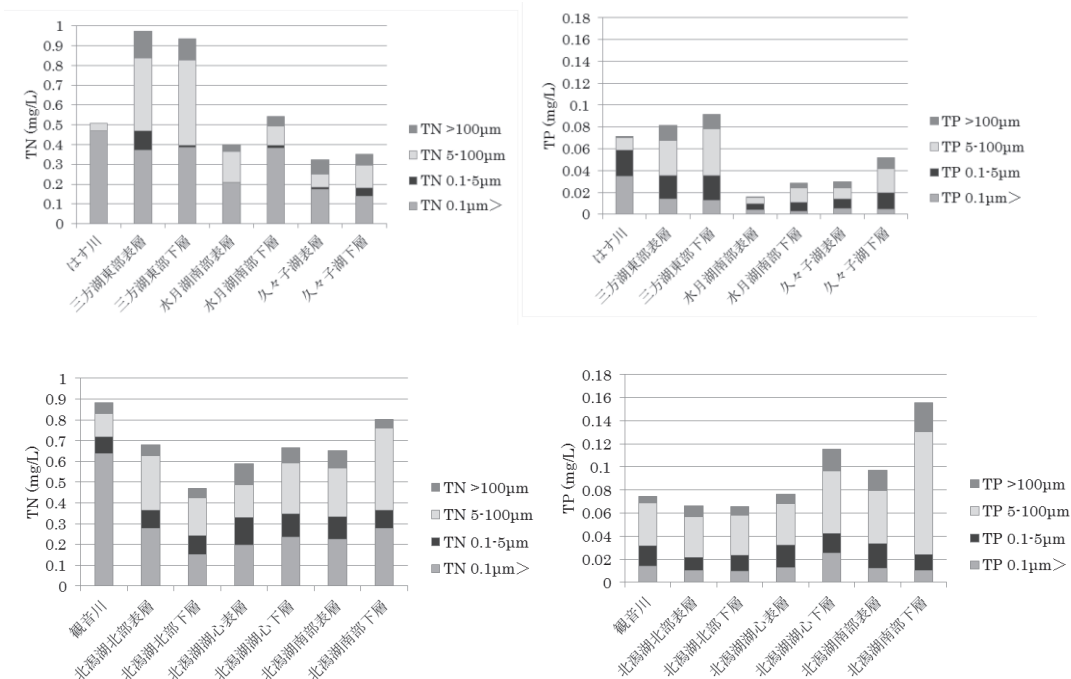 1
0.9
0.8
0.7
0.6
0.5
0.4
0.3
0.2
0.1
0
TN (mg/L)
はす川
三方湖東部表層
三方湖東部下層
水月湖南部表層
水月湖南部下層
久々子湖表層
久々子湖下層
TN >100μm
TN 5-100μm
TN 0.1-5μm
TN 0.1μm＞
0.18
0.16
0.14
0.12
0.1
0.08
0.06
0.04
0.02
0
TP (mg/L)
はす川
三方湖東部表層
三方湖東部下層
水月湖南部表層
水月湖南部下層
久々子湖表層
久々子湖下層
TP >100μm
TP 5-100μm
TP 0.1-5μm
TP 0.1μm＞
1
0.9
0.8
0.7
0.6
0.5
0.4
0.3
0.2
0.1
0
TN (mg/L)
観音川
北潟湖北部表層
北潟湖北部下層
北潟湖湖心表層
北潟湖湖心下層
北潟湖南部表層
北潟湖南部下層
TN >100μm
TN 5-100μm
TN 0.1-5μm
TN 0.1μm＞
0.18
0.16
0.14
0.12
0.1
0.08
0.06
0.04
0.02
0
TP (mg/L)
観音川
北潟湖北部表層
北潟湖北部下層
北潟湖湖心表層
北潟湖湖心下層
北潟湖南部表層
北潟湖南部下層
TP >100μm
TP 5-100μm
TP 0.1-5μm
TP 0.1μm＞